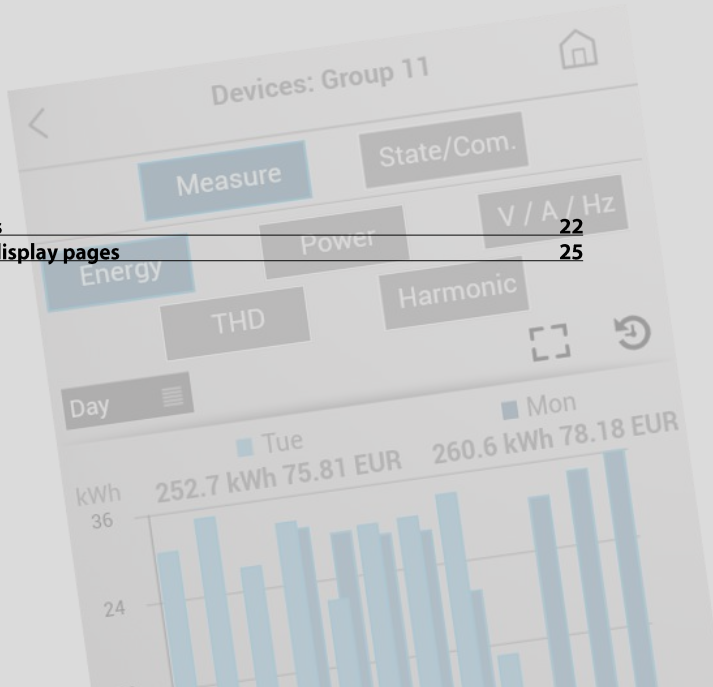 Devices: Group 11
Measure State/Com.
s 22
isplay pages 25
Energy Power V / A / Hz
THD Harmonic
Day
Tue Mon
kWh 252.7 kWh 75.81 EUR 260.6 kWh 78.18 EUR
36
24